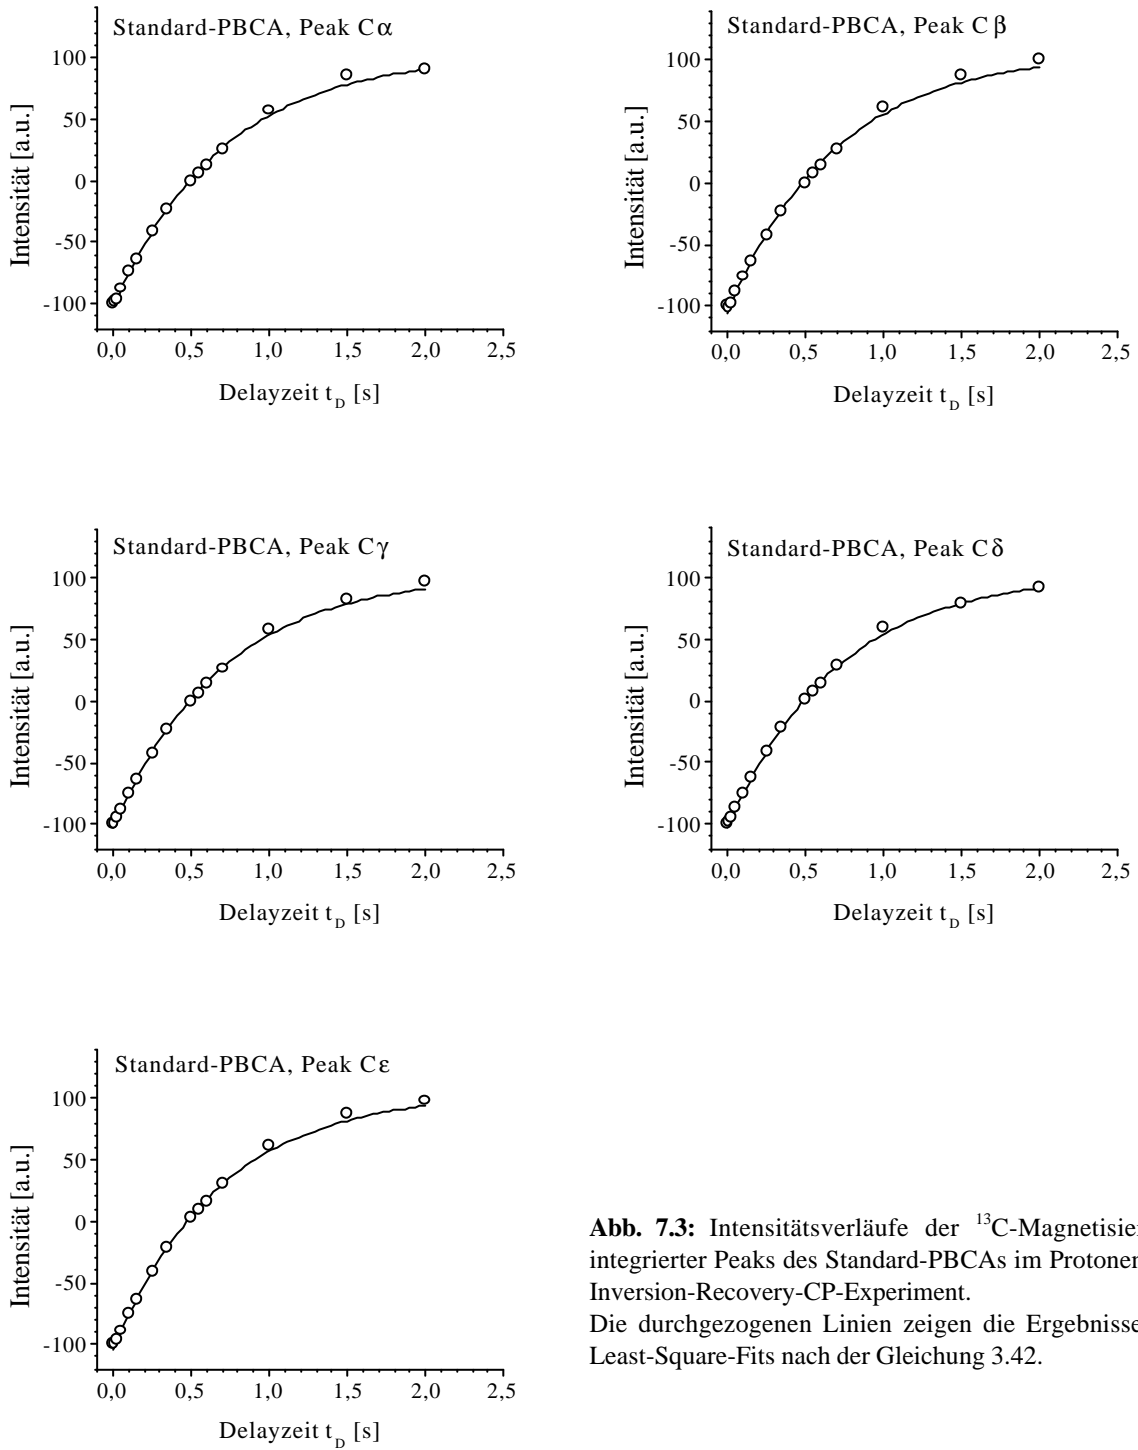 Standard-PBCA, Peak Cα
Intensität [a.u.]
100
50
0
-50
-100
0,0 0,5 1,0 1,5 2,0 2,5
Delayzeit t_D [s]
Standard-PBCA, Peak C β
Intensität [a.u.]
100
50
0
-50
-100
0,0 0,5 1,0 1,5 2,0 2,5
Delayzeit t_D [s]
Standard-PBCA, Peak Cγ
Intensität [a.u.]
100
50
0
-50
-100
0,0 0,5 1,0 1,5 2,0 2,5
Delayzeit t_D [s]
Standard-PBCA, Peak Cδ
Intensität [a.u.]
100
50
0
-50
-100
0,0 0,5 1,0 1,5 2,0 2,5
Delayzeit t_D [s]
Standard-PBCA, Peak Cε
Intensität [a.u.]
100
50
0
-50
-100
0,0 0,5 1,0 1,5 2,0 2,5
Delayzeit t_D [s]
Abb. 7.3: Intensitätsverläufe der ¹³C-Magnetisier
integrierter Peaks des Standard-PBCAs im Protonen
Inversion-Recovery-CP-Experiment.
Die durchgezogenen Linien zeigen die Ergebnisse
Least-Square-Fits nach der Gleichung 3.42.